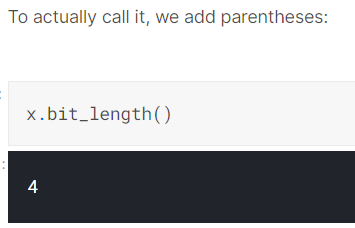 To actually call it, we add parentheses:
x.bit_length()
4